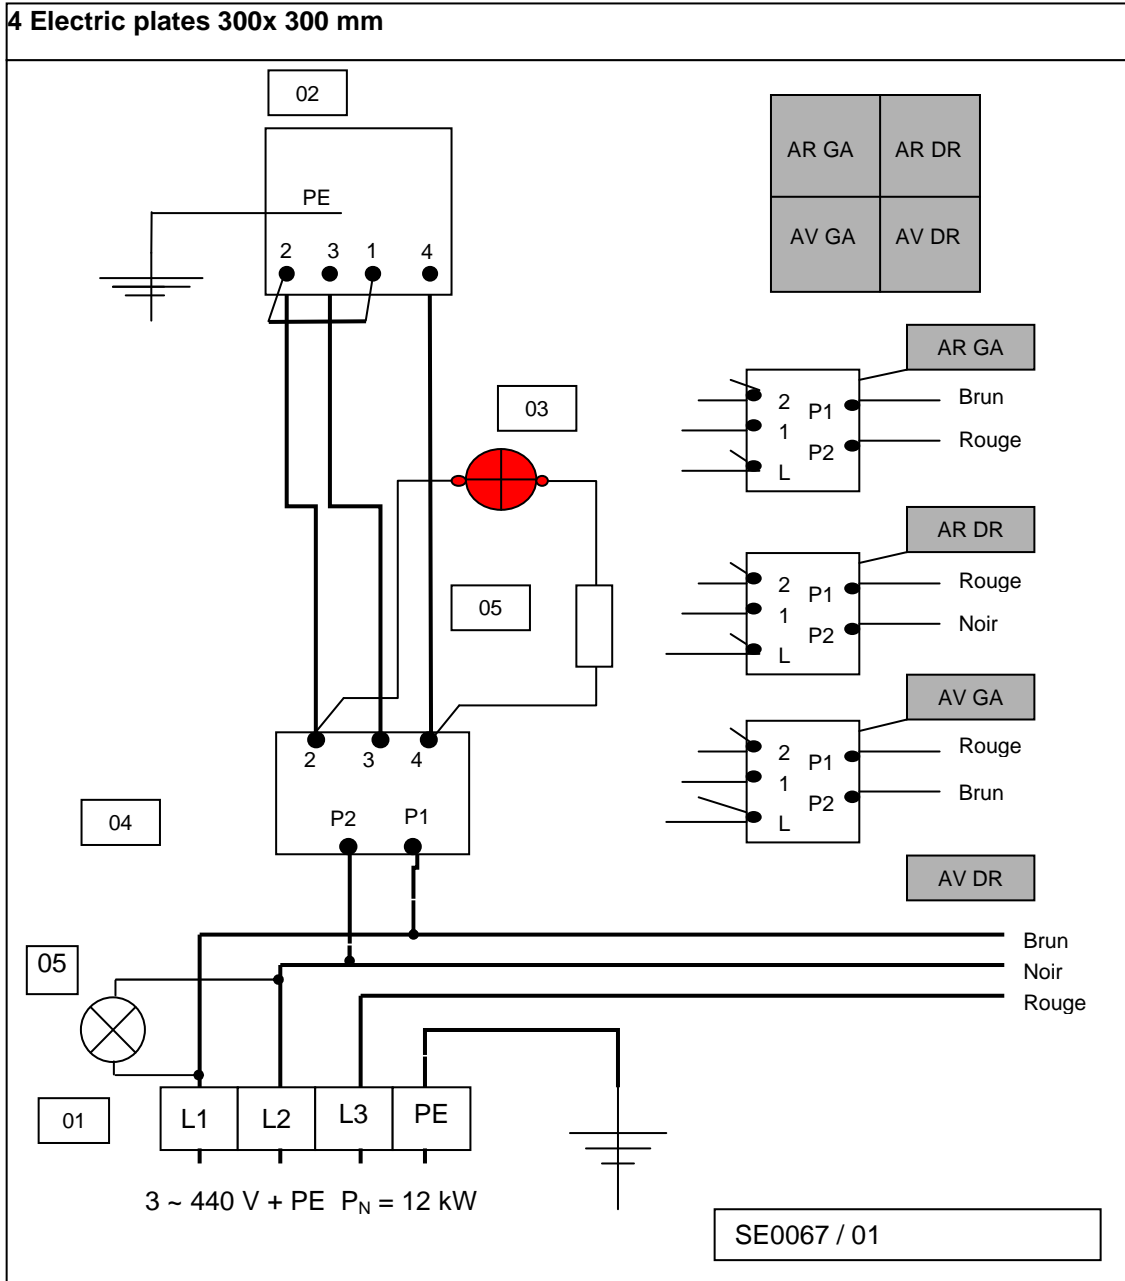 4 Electric plates 300x 300 mm
02
PE
2 3 1 4
AR GA AR DR
AV GA AV DR
AR GA
2 P1 Brun
1
P2 Rouge
L
03
AR DR
2 P1 Rouge
1
P2 Noir
L
05
AV GA
2 P1 Rouge
1
P2 Brun
L
2 3 4
P2 P1
04
AV DR
Brun
Noir
Rouge
05
01
L1 L2 L3 PE
3 ~ 440 V + PE PN = 12 kW
SE0067 / 01